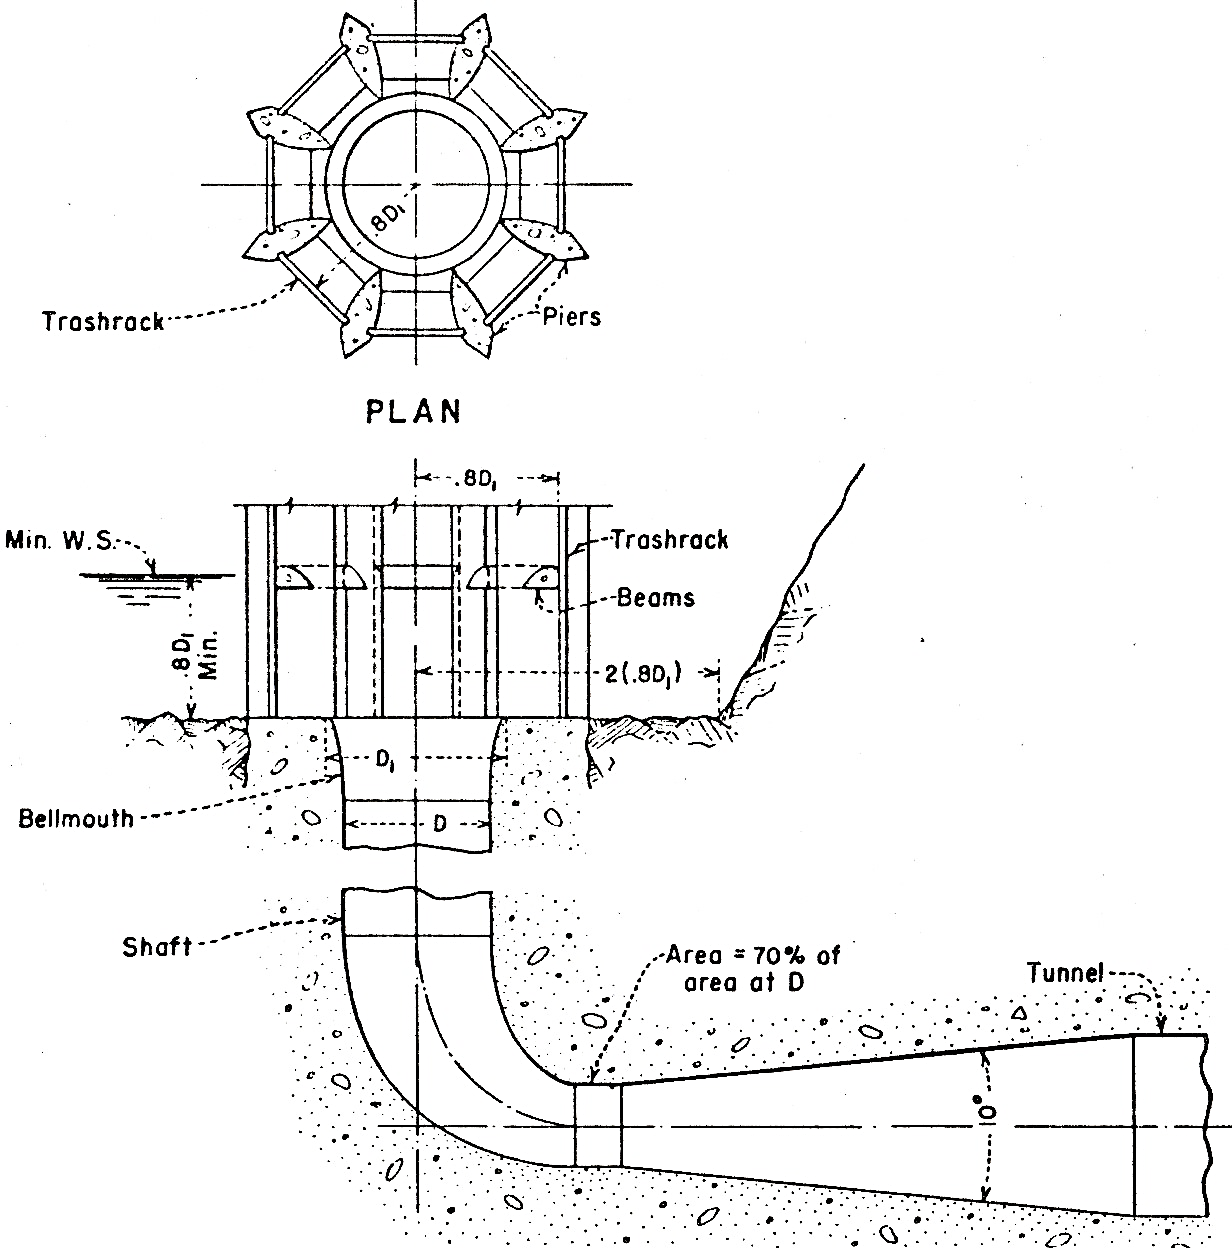 .8D₁
Trashrack
Piers
PLAN
.8D₁
Min. W.S.
Trashrack
Beams
.8D₁
Min.
2(.8D₁)
D₁
Bellmouth
D
Shaft
Area = 70% of
area at D
Tunnel
10°